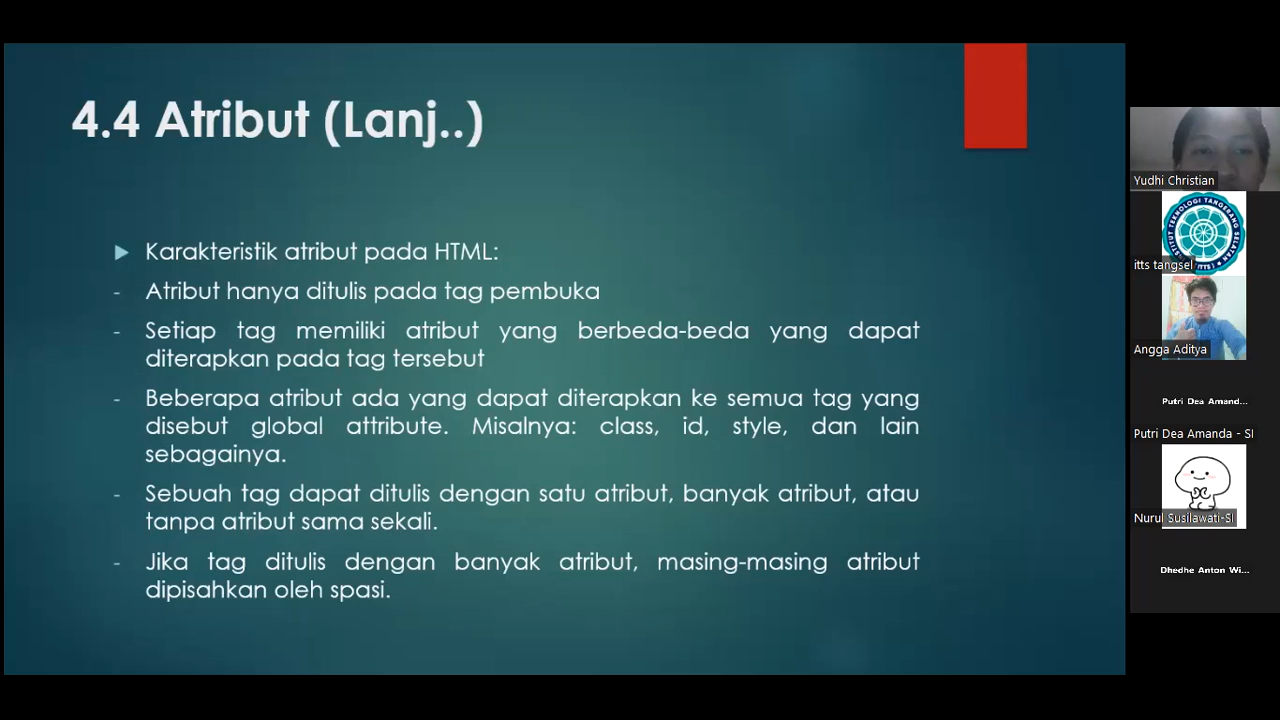 4.4 Atribut (Lanj..)
Karakteristik atribut pada HTML:
- Atribut hanya ditulis pada tag pembuka
- Setiap tag memiliki atribut yang berbeda-beda yang dapat
diterapkan pada tag tersebut
- Beberapa atribut ada yang dapat diterapkan ke semua tag yang
disebut global attribute. Misalnya: class, id, style, dan lain
sebagainya.
- Sebuah tag dapat ditulis dengan satu atribut, banyak atribut, atau
tanpa atribut sama sekali.
- Jika tag ditulis dengan banyak atribut, masing-masing atribut
dipisahkan oleh spasi.
Yudhi Christian
INSTITUT TEKNOLOGI TANGERANG SELATAN
itts tangsel
Angga Aditya
Putri Dea Amand...
Putri Dea Amanda - SI
Nurul Susilawati-SI
Dhedhe Anton Wi...